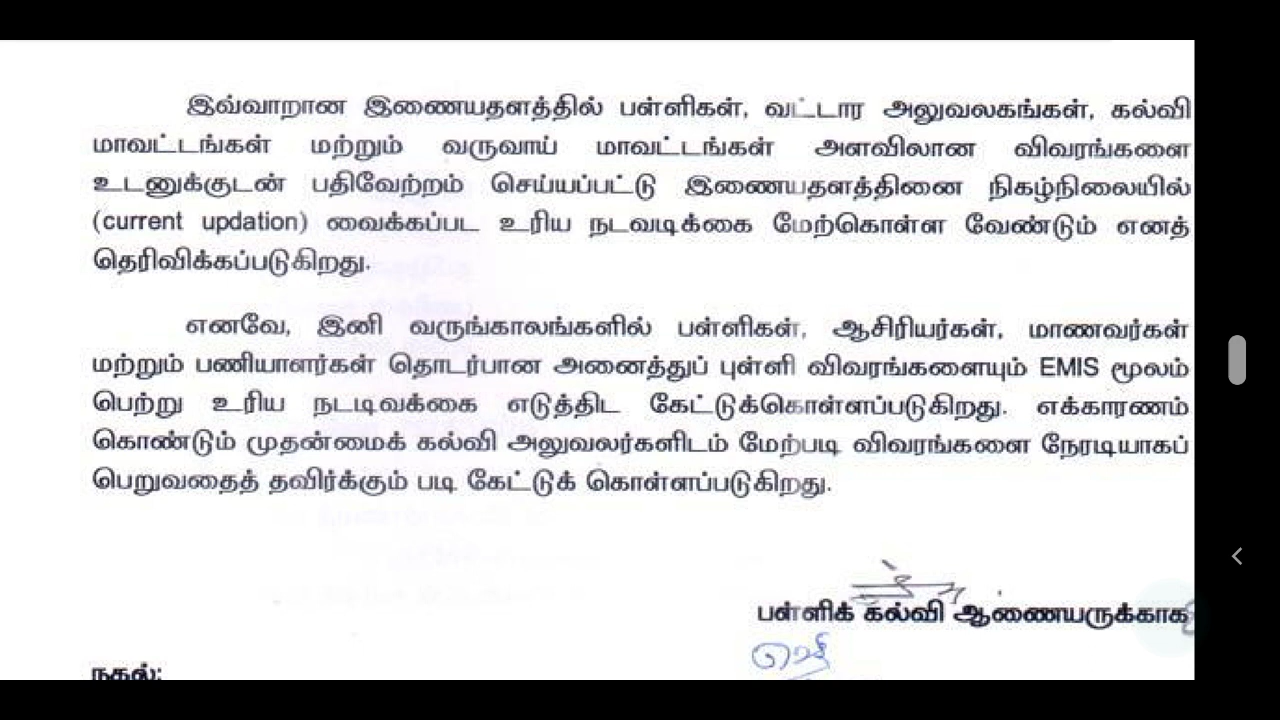 இவ்வாறான இணையதளத்தில் பள்ளிகள், வட்டார அலுவலகங்கள், கல்வி
மாவட்டங்கள் மற்றும் வருவாய் மாவட்டங்கள் அளவிலான விவரங்களை
உடனுக்குடன் பதிவேற்றம் செய்யப்பட்டு இணையதளத்தினை நிகழ்நிலையில்
(current updation) வைக்கப்பட உரிய நடவடிக்கை மேற்கொள்ள வேண்டும் எனத்
தெரிவிக்கப்படுகிறது.
எனவே, இனி வருங்காலங்களில் பள்ளிகள், ஆசிரியர்கள், மாணவர்கள்
மற்றும் பணியாளர்கள் தொடர்பான அனைத்துப் புள்ளி விவரங்களையும் EMIS மூலம்
பெற்று உரிய நடடிவக்கை எடுத்திட கேட்டுக்கொள்ளப்படுகிறது. எக்காரணம்
கொண்டும் முதன்மைக் கல்வி அலுவலர்களிடம் மேற்படி விவரங்களை நேரடியாகப்
பெறுவதைத் தவிர்க்கும் படி கேட்டுக் கொள்ளப்படுகிறது.
பள்ளிக் கல்வி ஆணையருக்காக
நகல்: